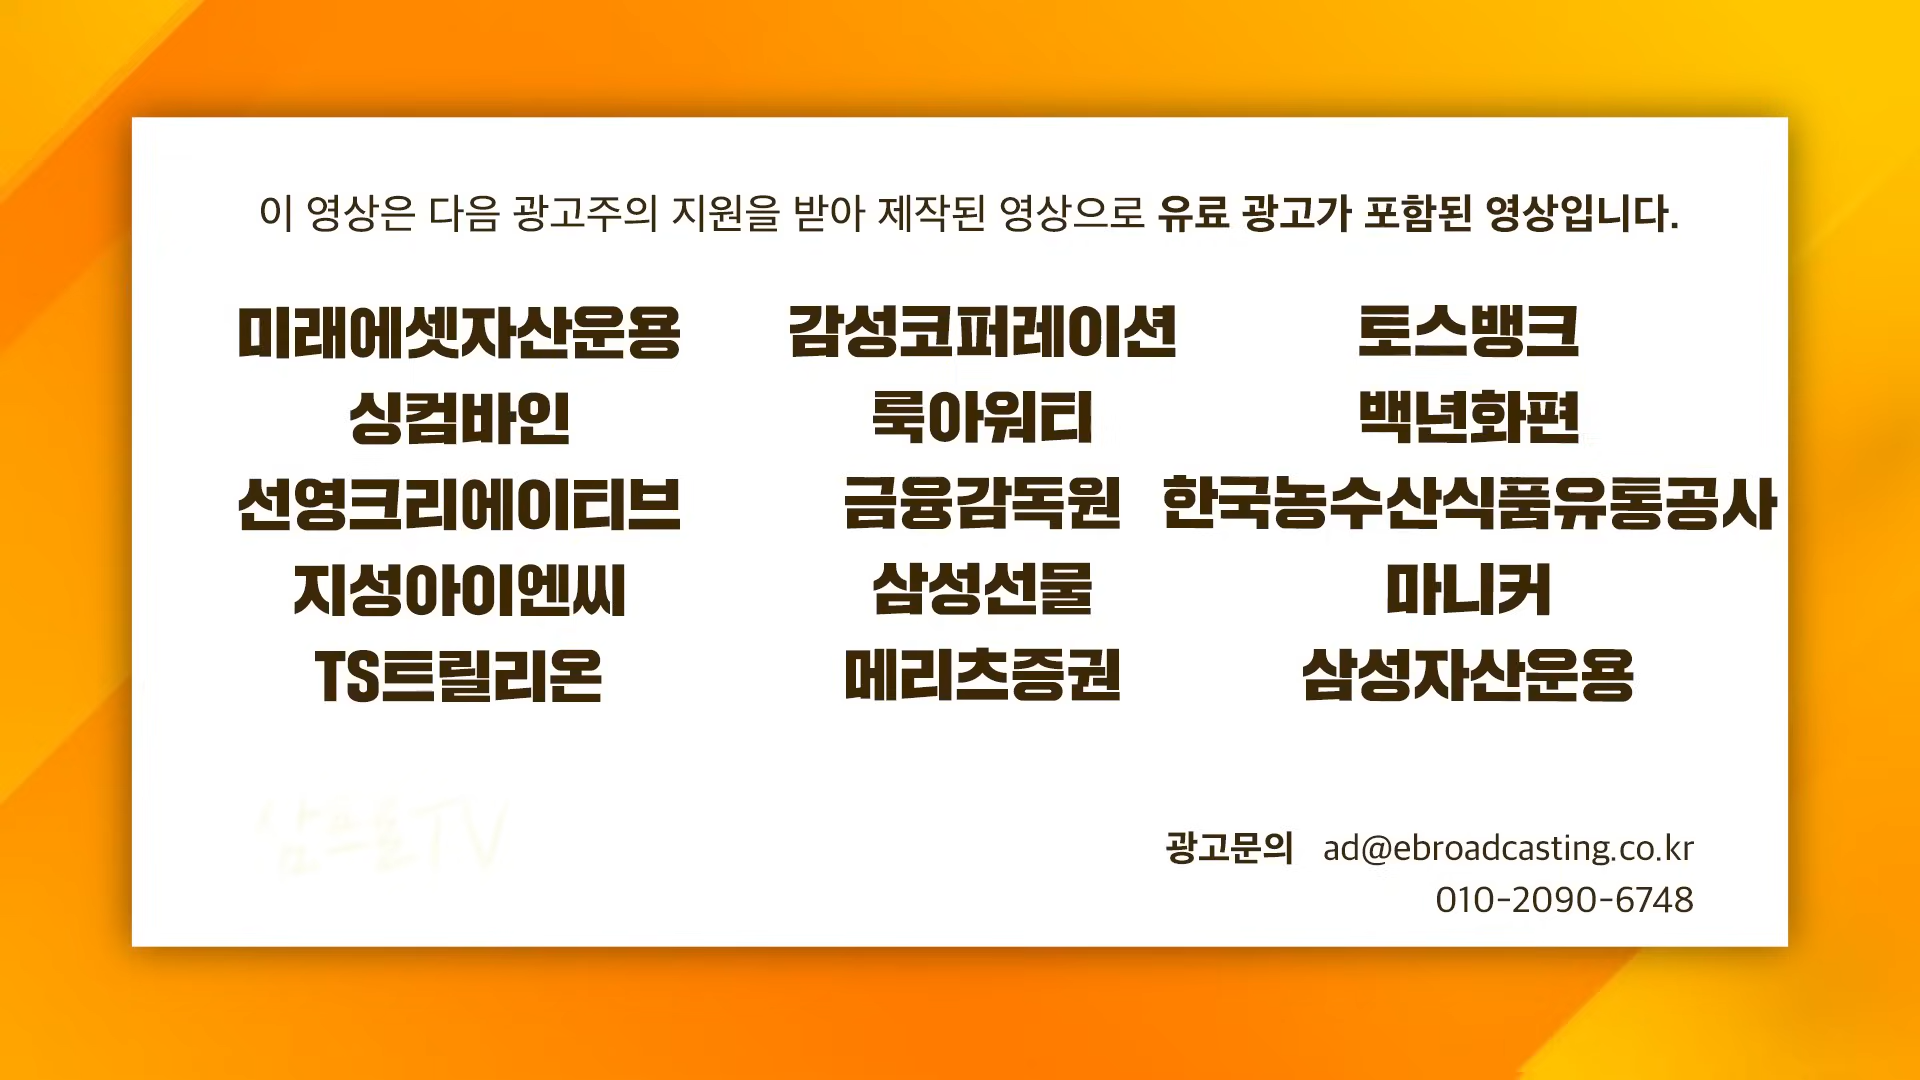 이 영상은 다음 광고주의 지원을 받아 제작된 영상으로 유료 광고가 포함된 영상입니다.
미래에셋자산운용 감성코퍼레이션 토스뱅크
싱컴바인 룩아워티 백년화편
선영크리에이티브 금융감독원 한국농수산식품유통공사
지성아이엔씨 삼성선물 마니커
TS트릴리온 메리츠증권 삼성자산운용
삼프로TV
광고문의 ad@ebroadcasting.co.kr
010-2090-6748